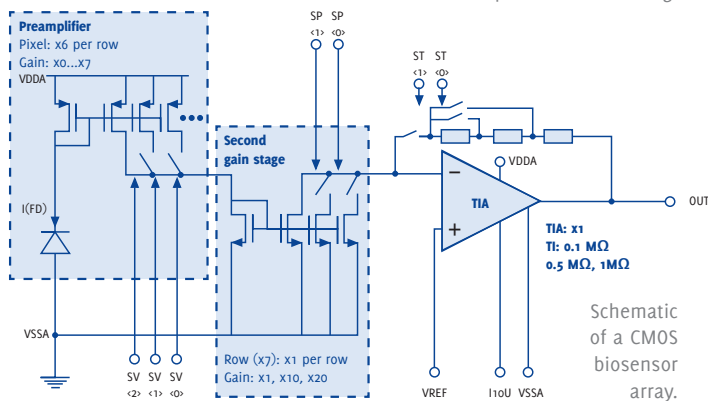 Preamplifier
Pixel: x6 per row
Gain: x0...x7
VDDA
I(FD)
VSSA
SV SV SV
<2> <1> <0>
Second
gain stage
Row (x7): x1 per row
Gain: x1, x10, x20
SP SP
<1> <0>
ST ST
<1> <0>
VDDA
−
TIA
+
OUT
TIA: x1
TI: 0.1 MΩ
0.5 MΩ, 1MΩ
VREF I10U VSSA
Schematic
of a CMOS
biosensor
array.